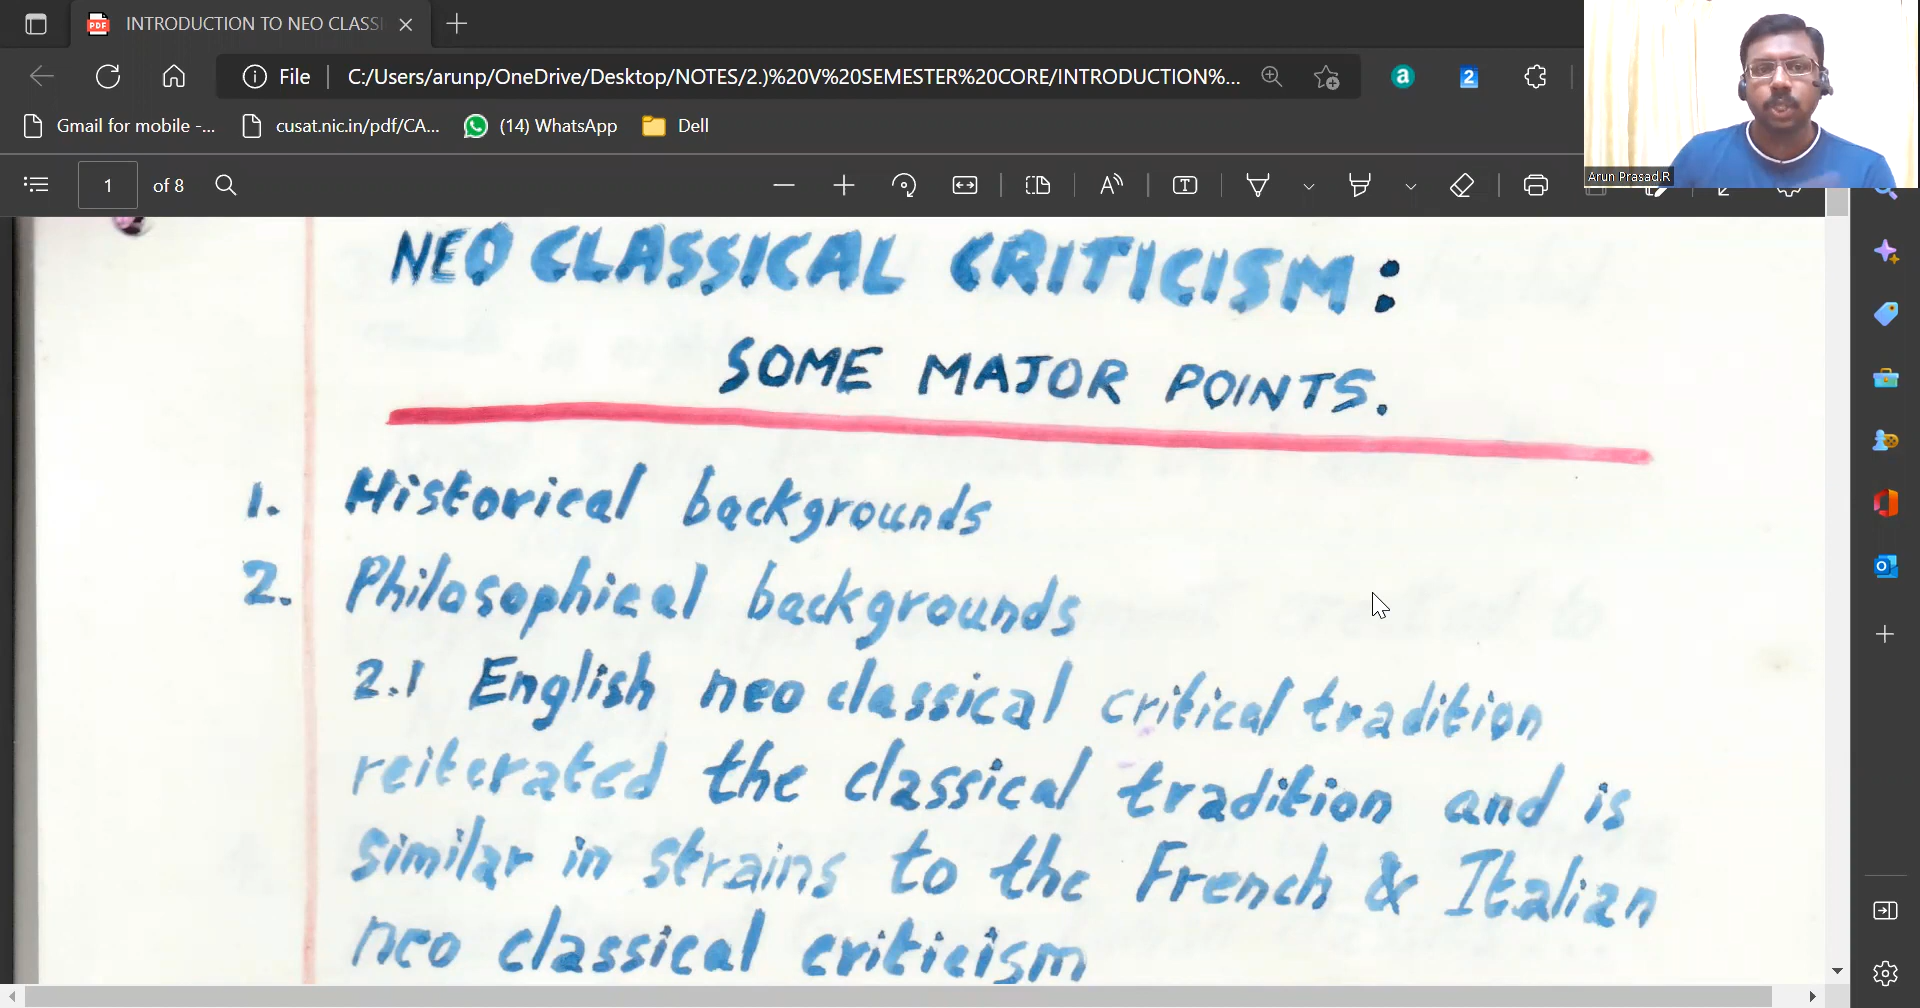 INTRODUCTION TO NEO CLASSI
File
C:/Users/arunp/OneDrive/Desktop/NOTES/2.)%20V%20SEMESTER%20CORE/INTRODUCTION%...
Gmail for mobile -...
cusat.nic.in/pdf/CA...
(14) WhatsApp
Dell
1 of 8
Arun Prasad.R
NEO CLASSICAL CRITICISM:
SOME MAJOR POINTS.
1. Historical backgrounds
2. Philosophical backgrounds
2.1 English neo classical critical tradition
reiterated the classical tradition and is
similar in strains to the French & Italian
neo classical criticism